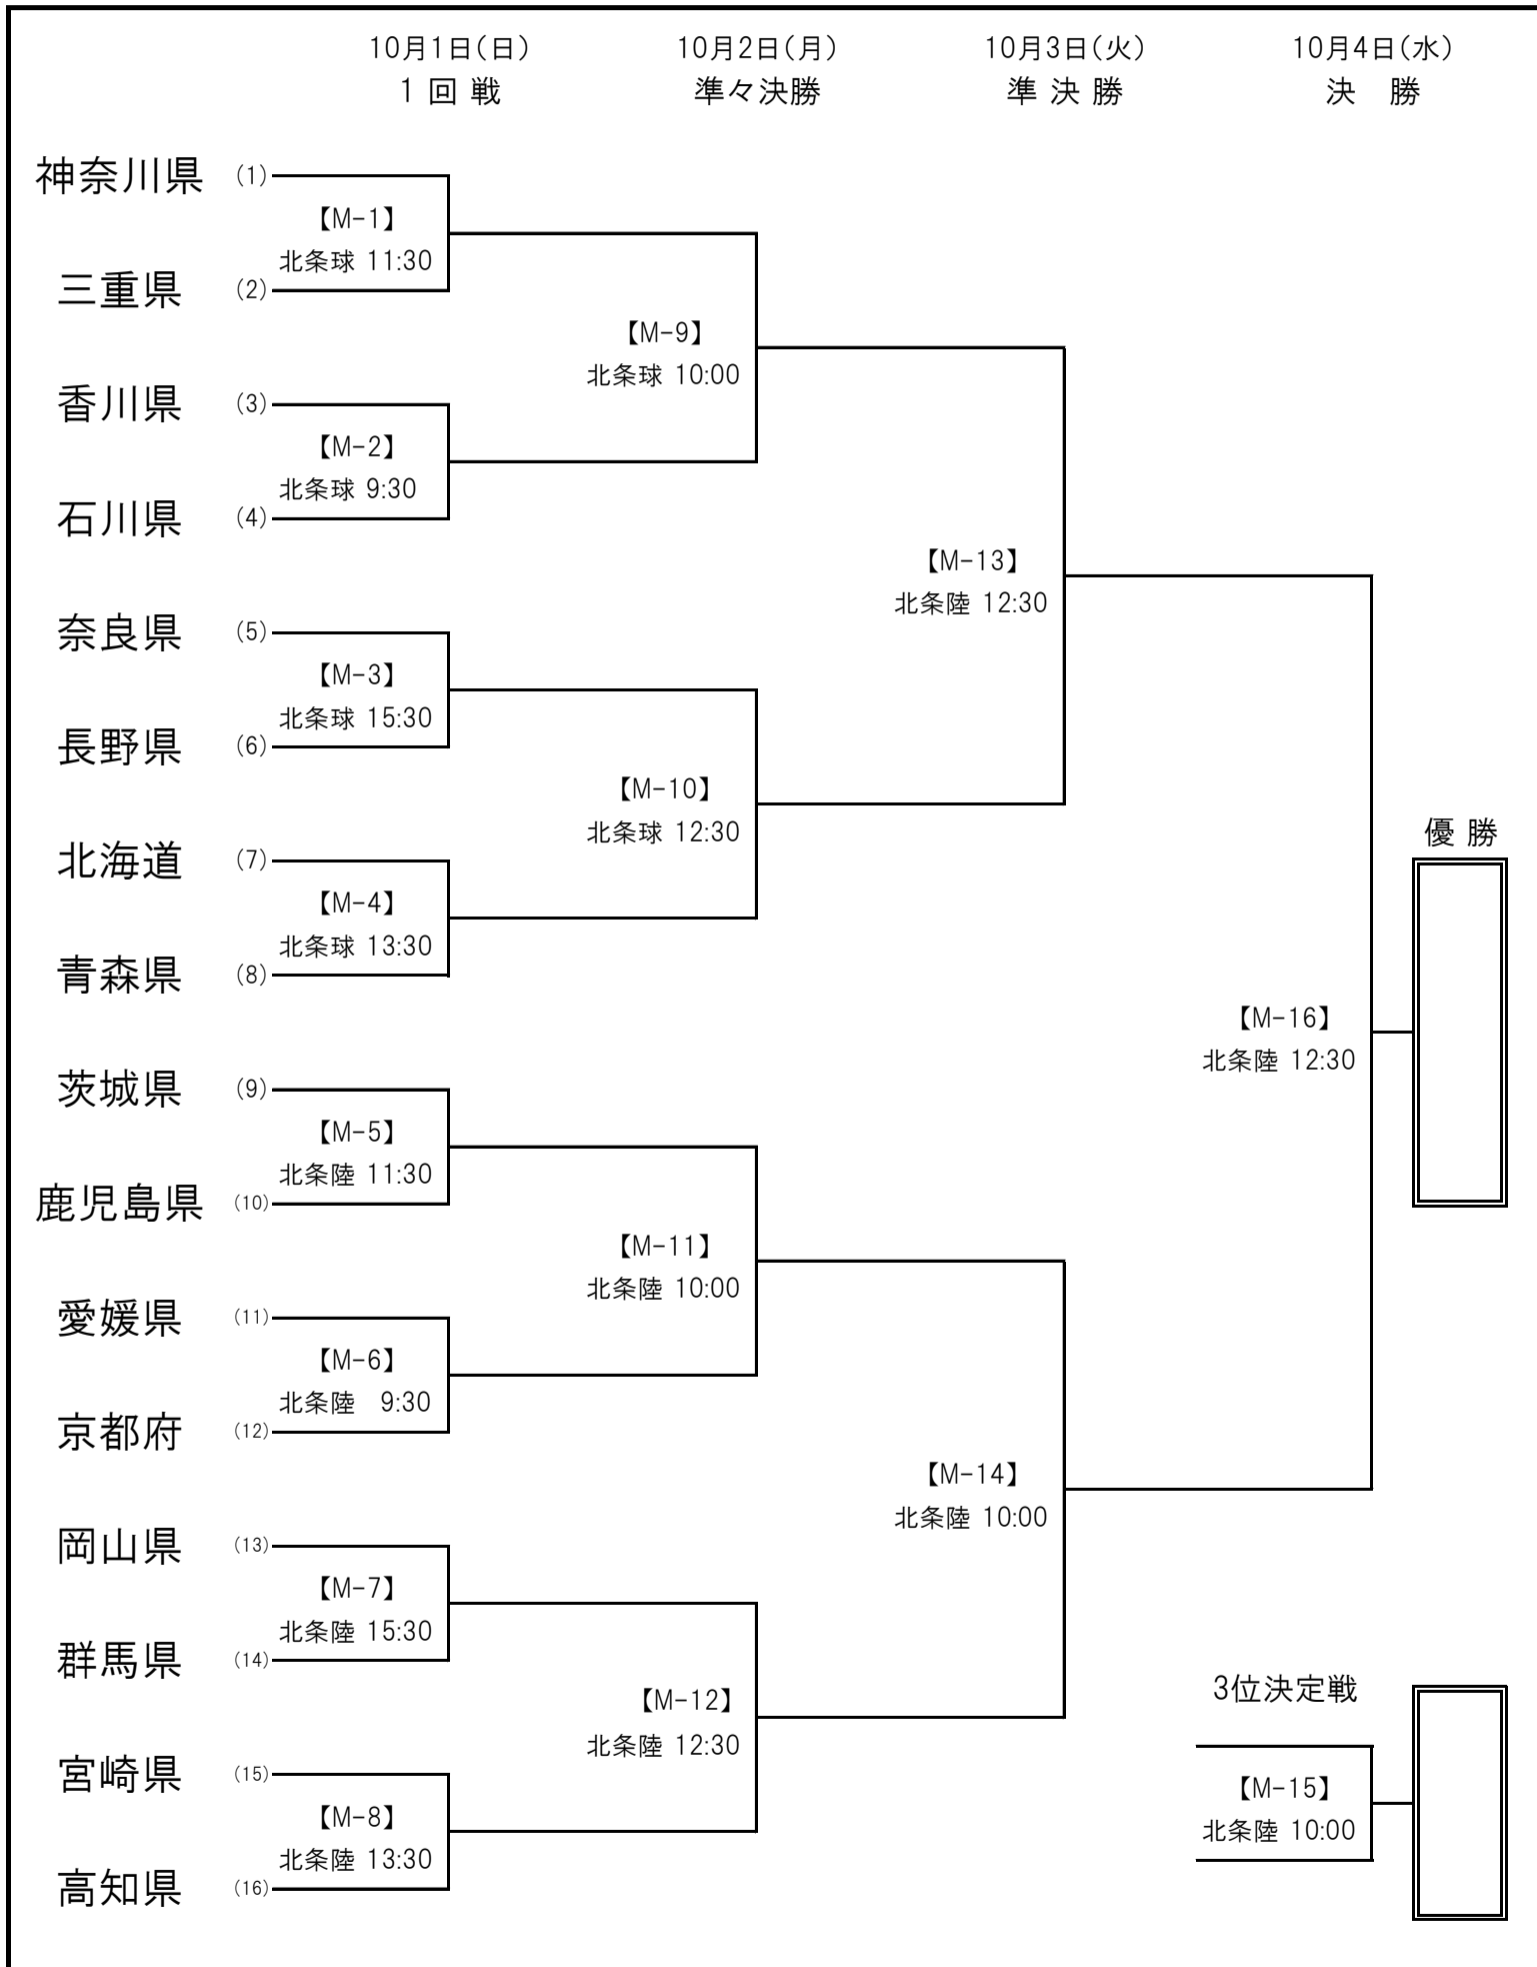 10月1日(日) 10月2日(月) 10月3日(火) 10月4日(水)
1 回 戦 準々決勝 準 決 勝 決　勝
神奈川県 (1)
【M-1】
北条球 11:30
三重県 (2)
【M-9】
北条球 10:00
香川県 (3)
【M-2】
北条球 9:30
石川県 (4)
【M-13】
北条陸 12:30
奈良県 (5)
【M-3】
北条球 15:30
長野県 (6)
【M-10】
北条球 12:30
優 勝
北海道 (7)
【M-4】
北条球 13:30
青森県 (8)
【M-16】
北条陸 12:30
茨城県 (9)
【M-5】
北条陸 11:30
鹿児島県 (10)
【M-11】
北条陸 10:00
愛媛県 (11)
【M-6】
北条陸　9:30
京都府 (12)
【M-14】
北条陸 10:00
岡山県 (13)
【M-7】
北条陸 15:30
群馬県 (14)
3位決定戦
【M-12】
北条陸 12:30
宮崎県 (15)
【M-15】
北条陸 10:00
【M-8】
北条陸 13:30
高知県 (16)